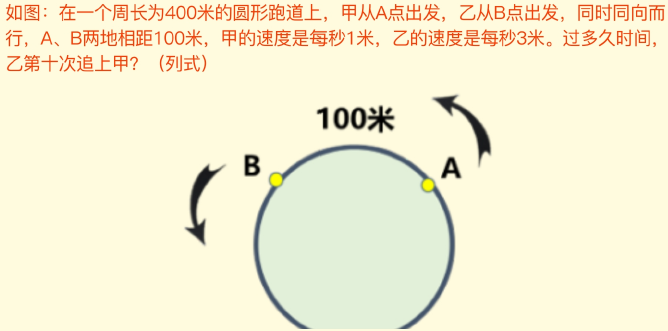 如图：在一个周长为400米的圆形跑道上，甲从A点出发，乙从B点出发，同时同向而
行，A、B两地相距100米，甲的速度是每秒1米，乙的速度是每秒3米。过多久时间，
乙第十次追上甲？（列式）
100米
B
A